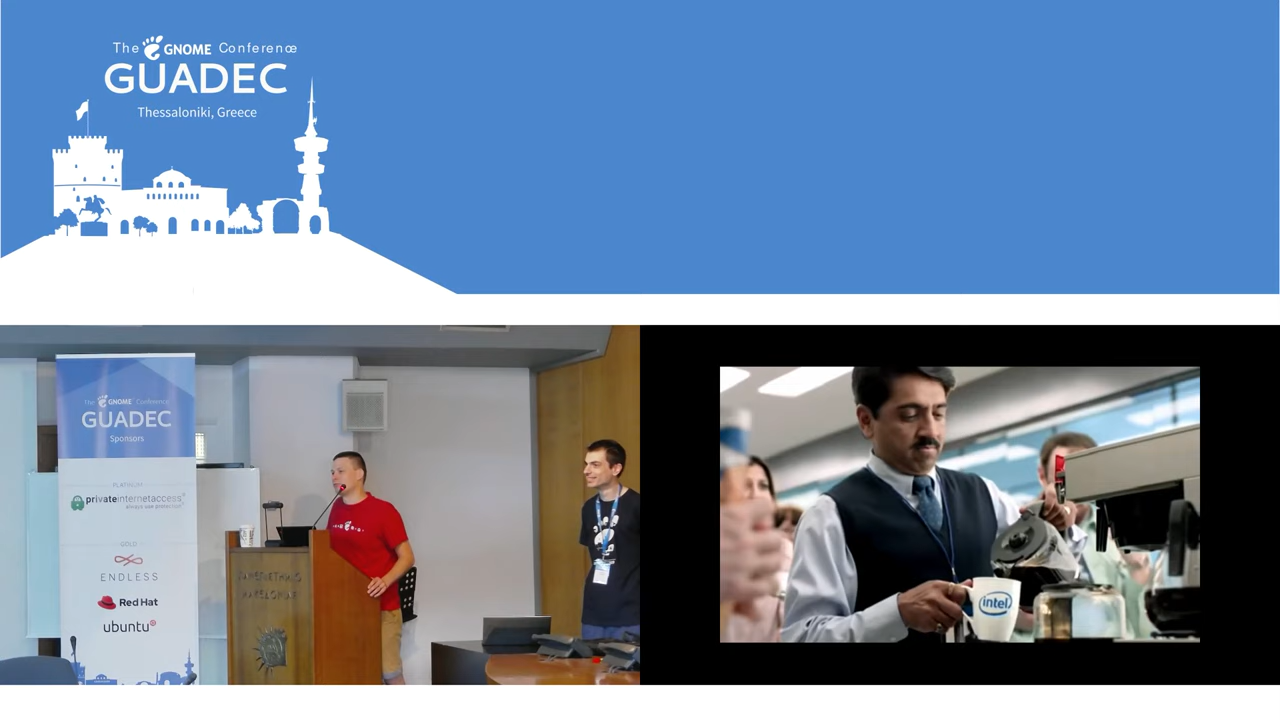 The GNOME Conference
GUADEC
Thessaloniki, Greece
The GNOME Conference
GUADEC
Sponsors
PLATINUM
privateinternetaccess
always use protection
GOLD
ENDLESS
Red Hat
ubuntu
intel